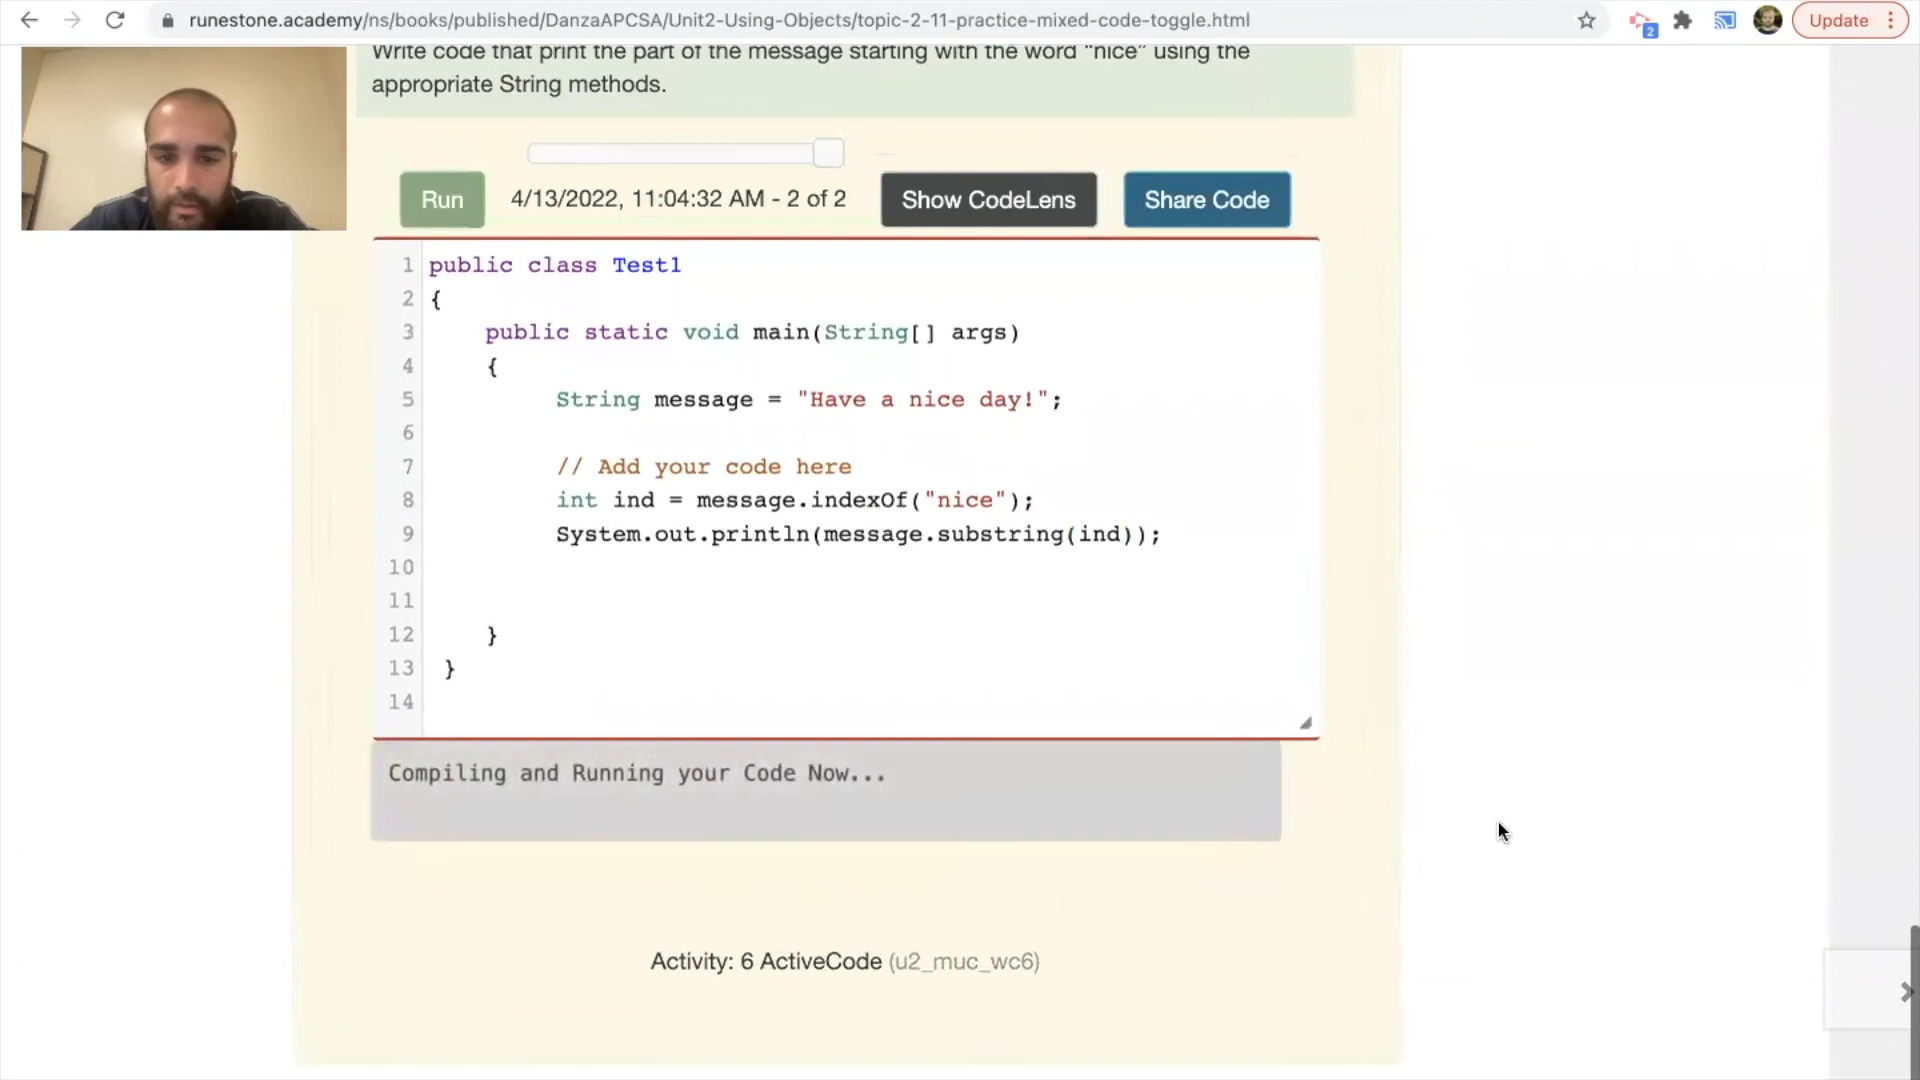 runestone.academy/ns/books/published/DanzaAPCSA/Unit2-Using-Objects/topic-2-11-practice-mixed-code-toggle.html
2
Update
Write code that print the part of the message starting with the word “nice” using the
appropriate String methods.
Run
4/13/2022, 11:04:32 AM - 2 of 2
Show CodeLens
Share Code
1 public class Test1
2 {
3 public static void main(String[] args)
4 {
5 String message = "Have a nice day!";
6
7 // Add your code here
8 int ind = message.indexOf("nice");
9 System.out.println(message.substring(ind));
10
11
12 }
13 }
14
Compiling and Running your Code Now...
Activity: 6 ActiveCode (u2_muc_wc6)